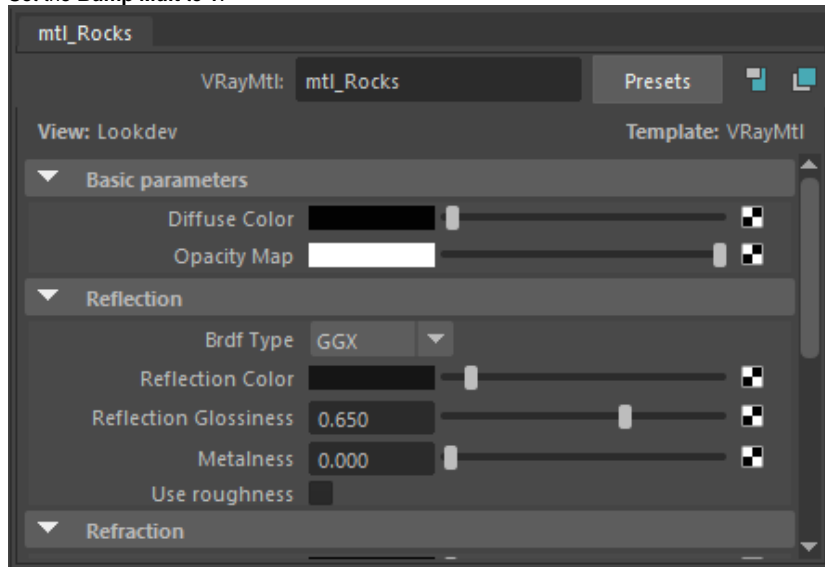 mtl_Rocks
VRayMtl: mtl_Rocks Presets
View: Lookdev Template: VRayMtl
Basic parameters
Diffuse Color
Opacity Map
Reflection
Brdf Type GGX
Reflection Color
Reflection Glossiness 0.650
Metalness 0.000
Use roughness
Refraction